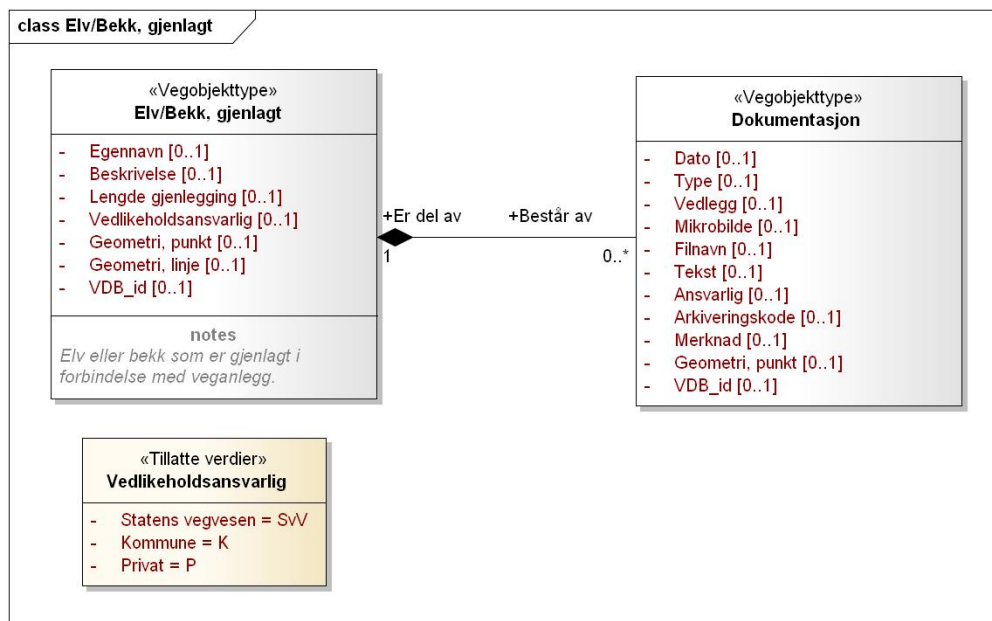 class Elv/Bekk, gjenlagt
«Vegobjekttype»
Elv/Bekk, gjenlagt
- Egennavn [0..1]
- Beskrivelse [0..1]
- Lengde gjenlegging [0..1]
- Vedlikeholdsansvarlig [0..1]
- Geometri, punkt [0..1]
- Geometri, linje [0..1]
- VDB_id [0..1]
notes
Elv eller bekk som er gjenlagt i
forbindelse med veganlegg.
+Er del av
+Består av
1
0..*
«Vegobjekttype»
Dokumentasjon
- Dato [0..1]
- Type [0..1]
- Vedlegg [0..1]
- Mikrobilde [0..1]
- Filnavn [0..1]
- Tekst [0..1]
- Ansvarlig [0..1]
- Arkiveringskode [0..1]
- Merknad [0..1]
- Geometri, punkt [0..1]
- VDB_id [0..1]
«Tillatte verdier»
Vedlikeholdsansvarlig
- Statens vegvesen = SvV
- Kommune = K
- Privat = P